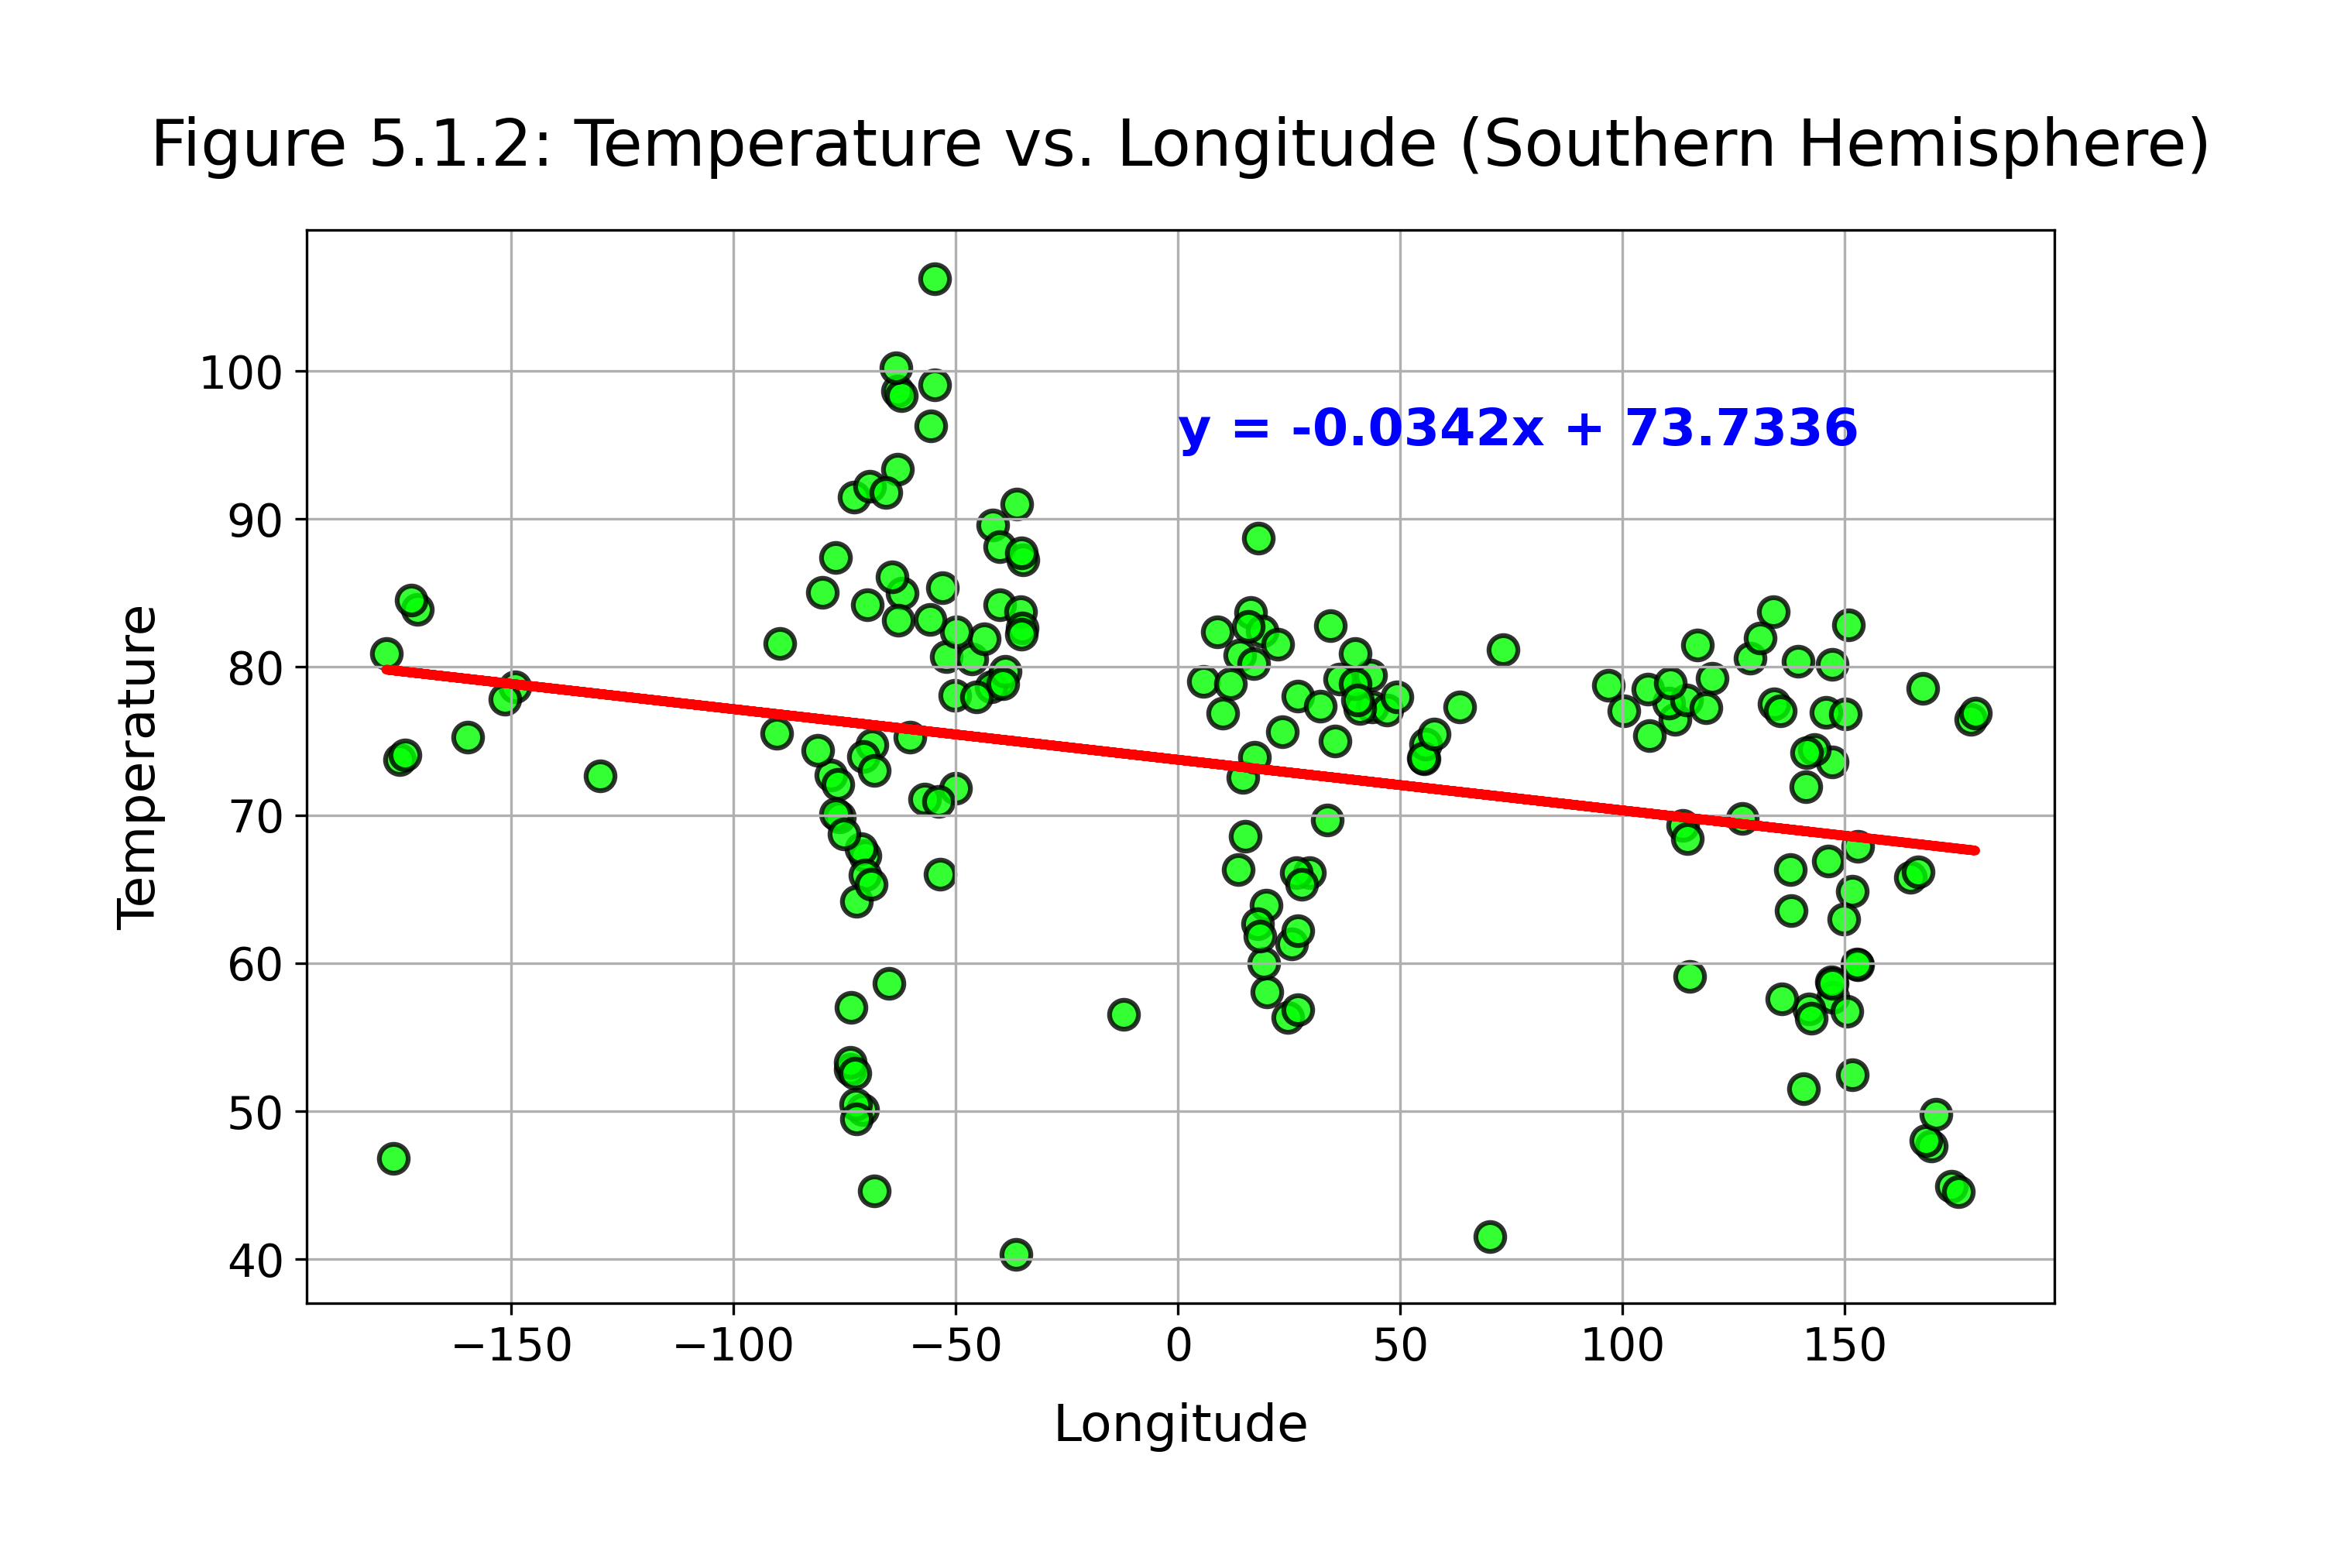 Figure 5.1.2: Temperature vs. Longitude (Southern Hemisphere)
y = -0.0342x + 73.7336
Temperature
100
90
80
70
60
50
40
−150 −100 −50 0 50 100 150
Longitude